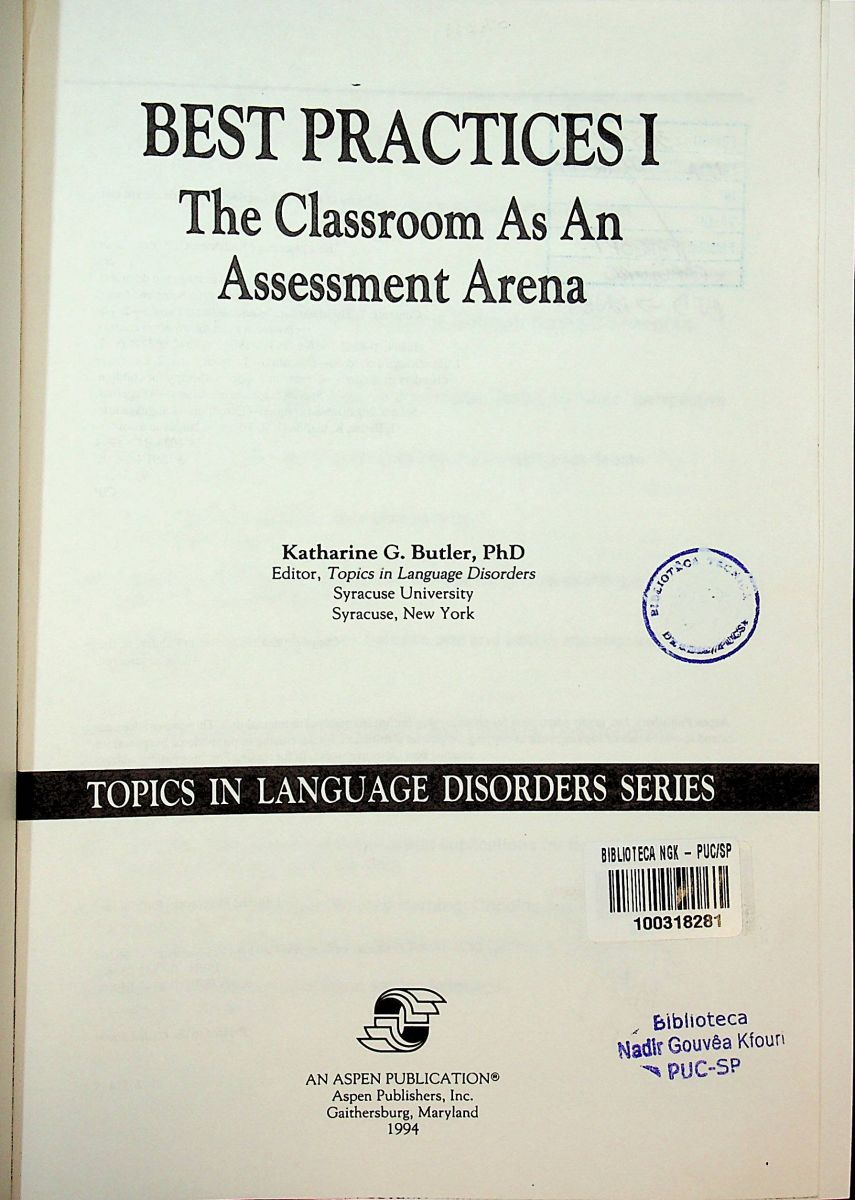 BEST PRACTICES I
The Classroom As An
Assessment Arena
Katharine G. Butler, PhD
Editor, Topics in Language Disorders
Syracuse University
Syracuse, New York
BIBLIOTECA TECNICA
TOPICS IN LANGUAGE DISORDERS SERIES
BIBLIOTECA NGK – PUC/SP
100318281
Biblioteca
Nadir Gouvêa Kfouri
PUC-SP
AN ASPEN PUBLICATION®
Aspen Publishers, Inc.
Gaithersburg, Maryland
1994